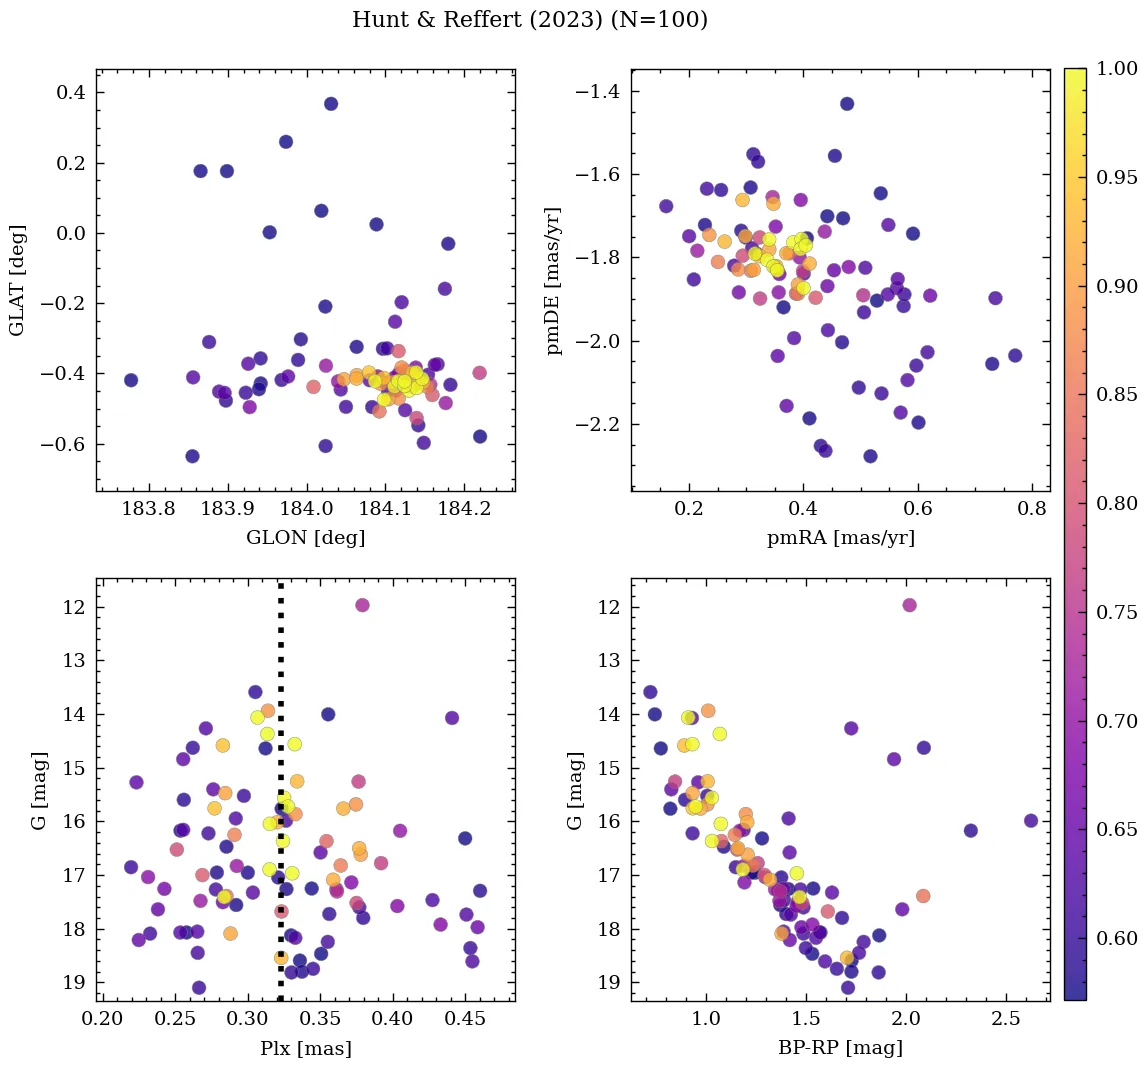 Hunt & Reffert (2023) (N=100)
0.4
0.2
0.0
−0.2
−0.4
−0.6
GLAT [deg]
183.8 183.9 184.0 184.1 184.2
GLON [deg]
−1.4
−1.6
−1.8
−2.0
−2.2
pmDE [mas/yr]
0.2 0.4 0.6 0.8
pmRA [mas/yr]
12
13
14
15
16
17
18
19
G [mag]
0.20 0.25 0.30 0.35 0.40 0.45
Plx [mas]
12
13
14
15
16
17
18
19
G [mag]
1.0 1.5 2.0 2.5
BP-RP [mag]
1.00
0.95
0.90
0.85
0.80
0.75
0.70
0.65
0.60